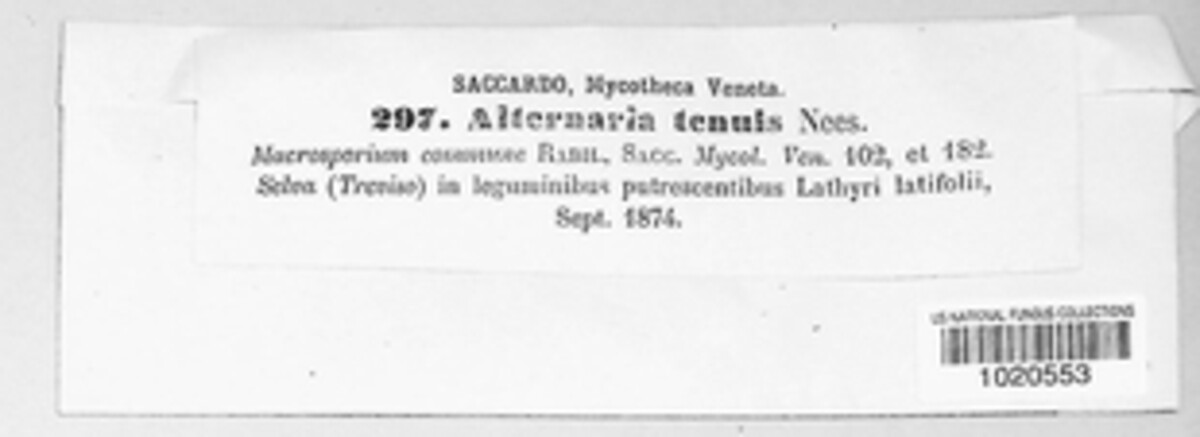 SACCARDO, Mycotheca Veneta.
297. Alternaria tenuis Nees.
Macrosporium commune RABH., SACC. Mycol. Ven. 102, et 182.
Selva (Treviso) in leguminibus putrescentibus Lathyri latifolii,
Sept. 1874.
US NATIONAL FUNGUS COLLECTIONS
1020553